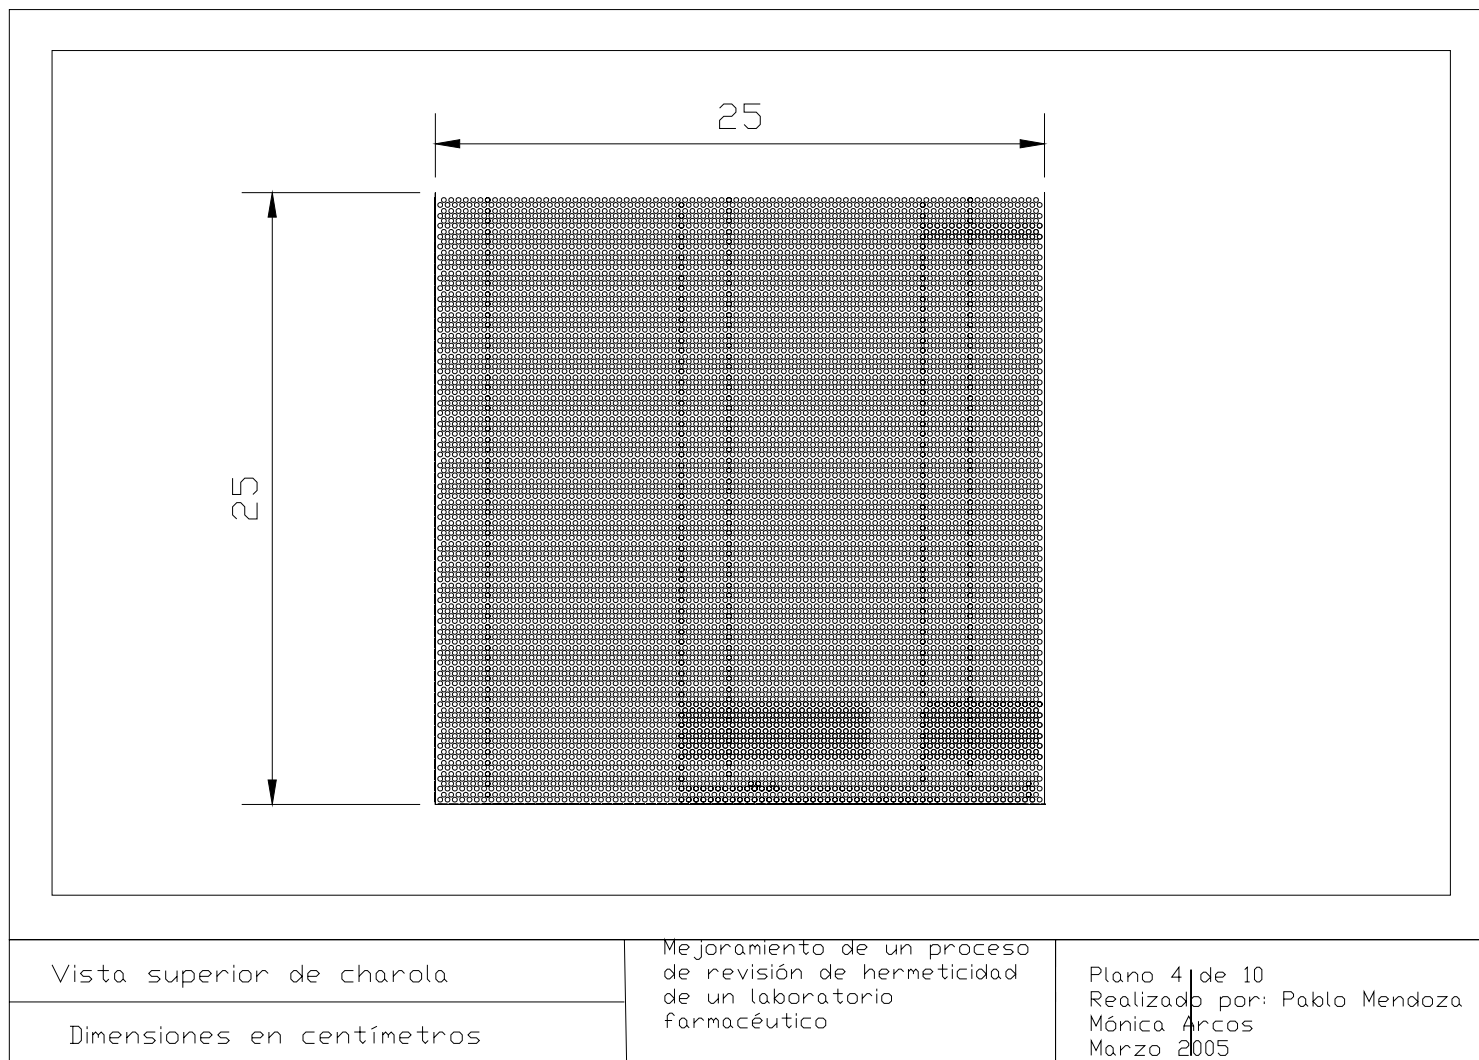 25
25
Vista superior de charola
Dimensiones en centímetros
Mejoramiento de un proceso
de revisión de hermeticidad
de un laboratorio
farmacéutico
Plano 4 de 10
Realizado por: Pablo Mendoza
Mónica Arcos
Marzo 2005